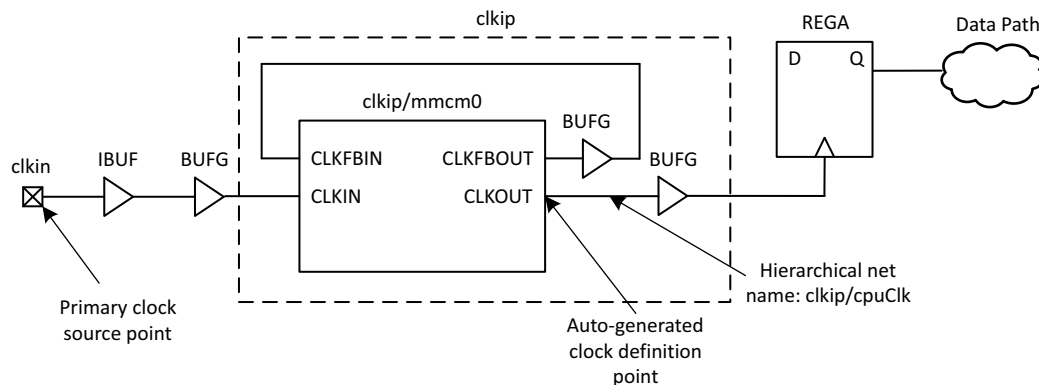 clkip
REGA
Data Path
D Q
clkip/mmcm0
BUFG
CLKFBIN CLKFBOUT
IBUF
BUFG
BUFG
clkin
CLKIN CLKOUT
Primary clock
source point
Auto-generated
clock definition
point
Hierarchical net
name: clkip/cpuClk